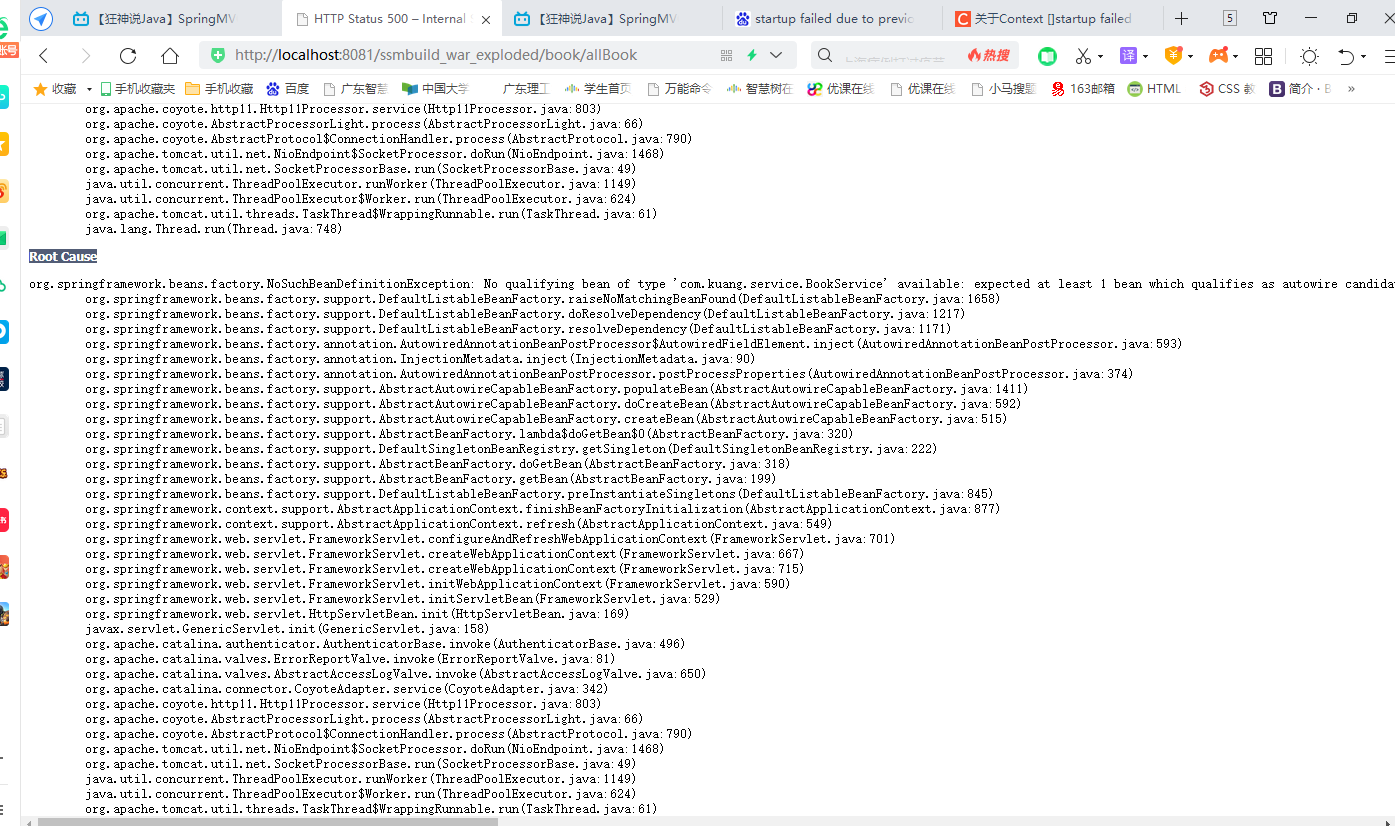 【狂神说Java】SpringMV
HTTP Status 500 – Internal
【狂神说Java】SpringMV
startup failed due to previo
关于Context []startup failed
5
http://localhost:8081/ssmbuild_war_exploded/book/allBook
热搜
译
账号
收藏
手机收藏夹
手机收藏
百度
广东智慧
中国大学
广东理工
学生首页
万能命令
智慧树在
优课在线
优课在线
小马搜题
163邮箱
HTML
CSS 教
简介 · B
»
org.apache.coyote.http11.Http11Processor.service(Http11Processor.java:803)
org.apache.coyote.AbstractProcessorLight.process(AbstractProcessorLight.java:66)
org.apache.coyote.AbstractProtocol$ConnectionHandler.process(AbstractProtocol.java:790)
org.apache.tomcat.util.net.NioEndpoint$SocketProcessor.doRun(NioEndpoint.java:1468)
org.apache.tomcat.util.net.SocketProcessorBase.run(SocketProcessorBase.java:49)
java.util.concurrent.ThreadPoolExecutor.runWorker(ThreadPoolExecutor.java:1149)
java.util.concurrent.ThreadPoolExecutor$Worker.run(ThreadPoolExecutor.java:624)
org.apache.tomcat.util.threads.TaskThread$WrappingRunnable.run(TaskThread.java:61)
java.lang.Thread.run(Thread.java:748)
Root Cause
org.springframework.beans.factory.NoSuchBeanDefinitionException: No qualifying bean of type 'com.kuang.service.BookService' available: expected at least 1 bean which qualifies as autowire candida
org.springframework.beans.factory.support.DefaultListableBeanFactory.raiseNoMatchingBeanFound(DefaultListableBeanFactory.java:1658)
org.springframework.beans.factory.support.DefaultListableBeanFactory.doResolveDependency(DefaultListableBeanFactory.java:1217)
org.springframework.beans.factory.support.DefaultListableBeanFactory.resolveDependency(DefaultListableBeanFactory.java:1171)
org.springframework.beans.factory.annotation.AutowiredAnnotationBeanPostProcessor$AutowiredFieldElement.inject(AutowiredAnnotationBeanPostProcessor.java:593)
org.springframework.beans.factory.annotation.InjectionMetadata.inject(InjectionMetadata.java:90)
org.springframework.beans.factory.annotation.AutowiredAnnotationBeanPostProcessor.postProcessProperties(AutowiredAnnotationBeanPostProcessor.java:374)
org.springframework.beans.factory.support.AbstractAutowireCapableBeanFactory.populateBean(AbstractAutowireCapableBeanFactory.java:1411)
org.springframework.beans.factory.support.AbstractAutowireCapableBeanFactory.doCreateBean(AbstractAutowireCapableBeanFactory.java:592)
org.springframework.beans.factory.support.AbstractAutowireCapableBeanFactory.createBean(AbstractAutowireCapableBeanFactory.java:515)
org.springframework.beans.factory.support.AbstractBeanFactory.lambda$doGetBean$0(AbstractBeanFactory.java:320)
org.springframework.beans.factory.support.DefaultSingletonBeanRegistry.getSingleton(DefaultSingletonBeanRegistry.java:222)
org.springframework.beans.factory.support.AbstractBeanFactory.doGetBean(AbstractBeanFactory.java:318)
org.springframework.beans.factory.support.AbstractBeanFactory.getBean(AbstractBeanFactory.java:199)
org.springframework.beans.factory.support.DefaultListableBeanFactory.preInstantiateSingletons(DefaultListableBeanFactory.java:845)
org.springframework.context.support.AbstractApplicationContext.finishBeanFactoryInitialization(AbstractApplicationContext.java:877)
org.springframework.context.support.AbstractApplicationContext.refresh(AbstractApplicationContext.java:549)
org.springframework.web.servlet.FrameworkServlet.configureAndRefreshWebApplicationContext(FrameworkServlet.java:701)
org.springframework.web.servlet.FrameworkServlet.createWebApplicationContext(FrameworkServlet.java:667)
org.springframework.web.servlet.FrameworkServlet.createWebApplicationContext(FrameworkServlet.java:715)
org.springframework.web.servlet.FrameworkServlet.initWebApplicationContext(FrameworkServlet.java:590)
org.springframework.web.servlet.FrameworkServlet.initServletBean(FrameworkServlet.java:529)
org.springframework.web.servlet.HttpServletBean.init(HttpServletBean.java:169)
javax.servlet.GenericServlet.init(GenericServlet.java:158)
org.apache.catalina.authenticator.AuthenticatorBase.invoke(AuthenticatorBase.java:496)
org.apache.catalina.valves.ErrorReportValve.invoke(ErrorReportValve.java:81)
org.apache.catalina.valves.AbstractAccessLogValve.invoke(AbstractAccessLogValve.java:650)
org.apache.catalina.connector.CoyoteAdapter.service(CoyoteAdapter.java:342)
org.apache.coyote.http11.Http11Processor.service(Http11Processor.java:803)
org.apache.coyote.AbstractProcessorLight.process(AbstractProcessorLight.java:66)
org.apache.coyote.AbstractProtocol$ConnectionHandler.process(AbstractProtocol.java:790)
org.apache.tomcat.util.net.NioEndpoint$SocketProcessor.doRun(NioEndpoint.java:1468)
org.apache.tomcat.util.net.SocketProcessorBase.run(SocketProcessorBase.java:49)
java.util.concurrent.ThreadPoolExecutor.runWorker(ThreadPoolExecutor.java:1149)
java.util.concurrent.ThreadPoolExecutor$Worker.run(ThreadPoolExecutor.java:624)
org.apache.tomcat.util.threads.TaskThread$WrappingRunnable.run(TaskThread.java:61)